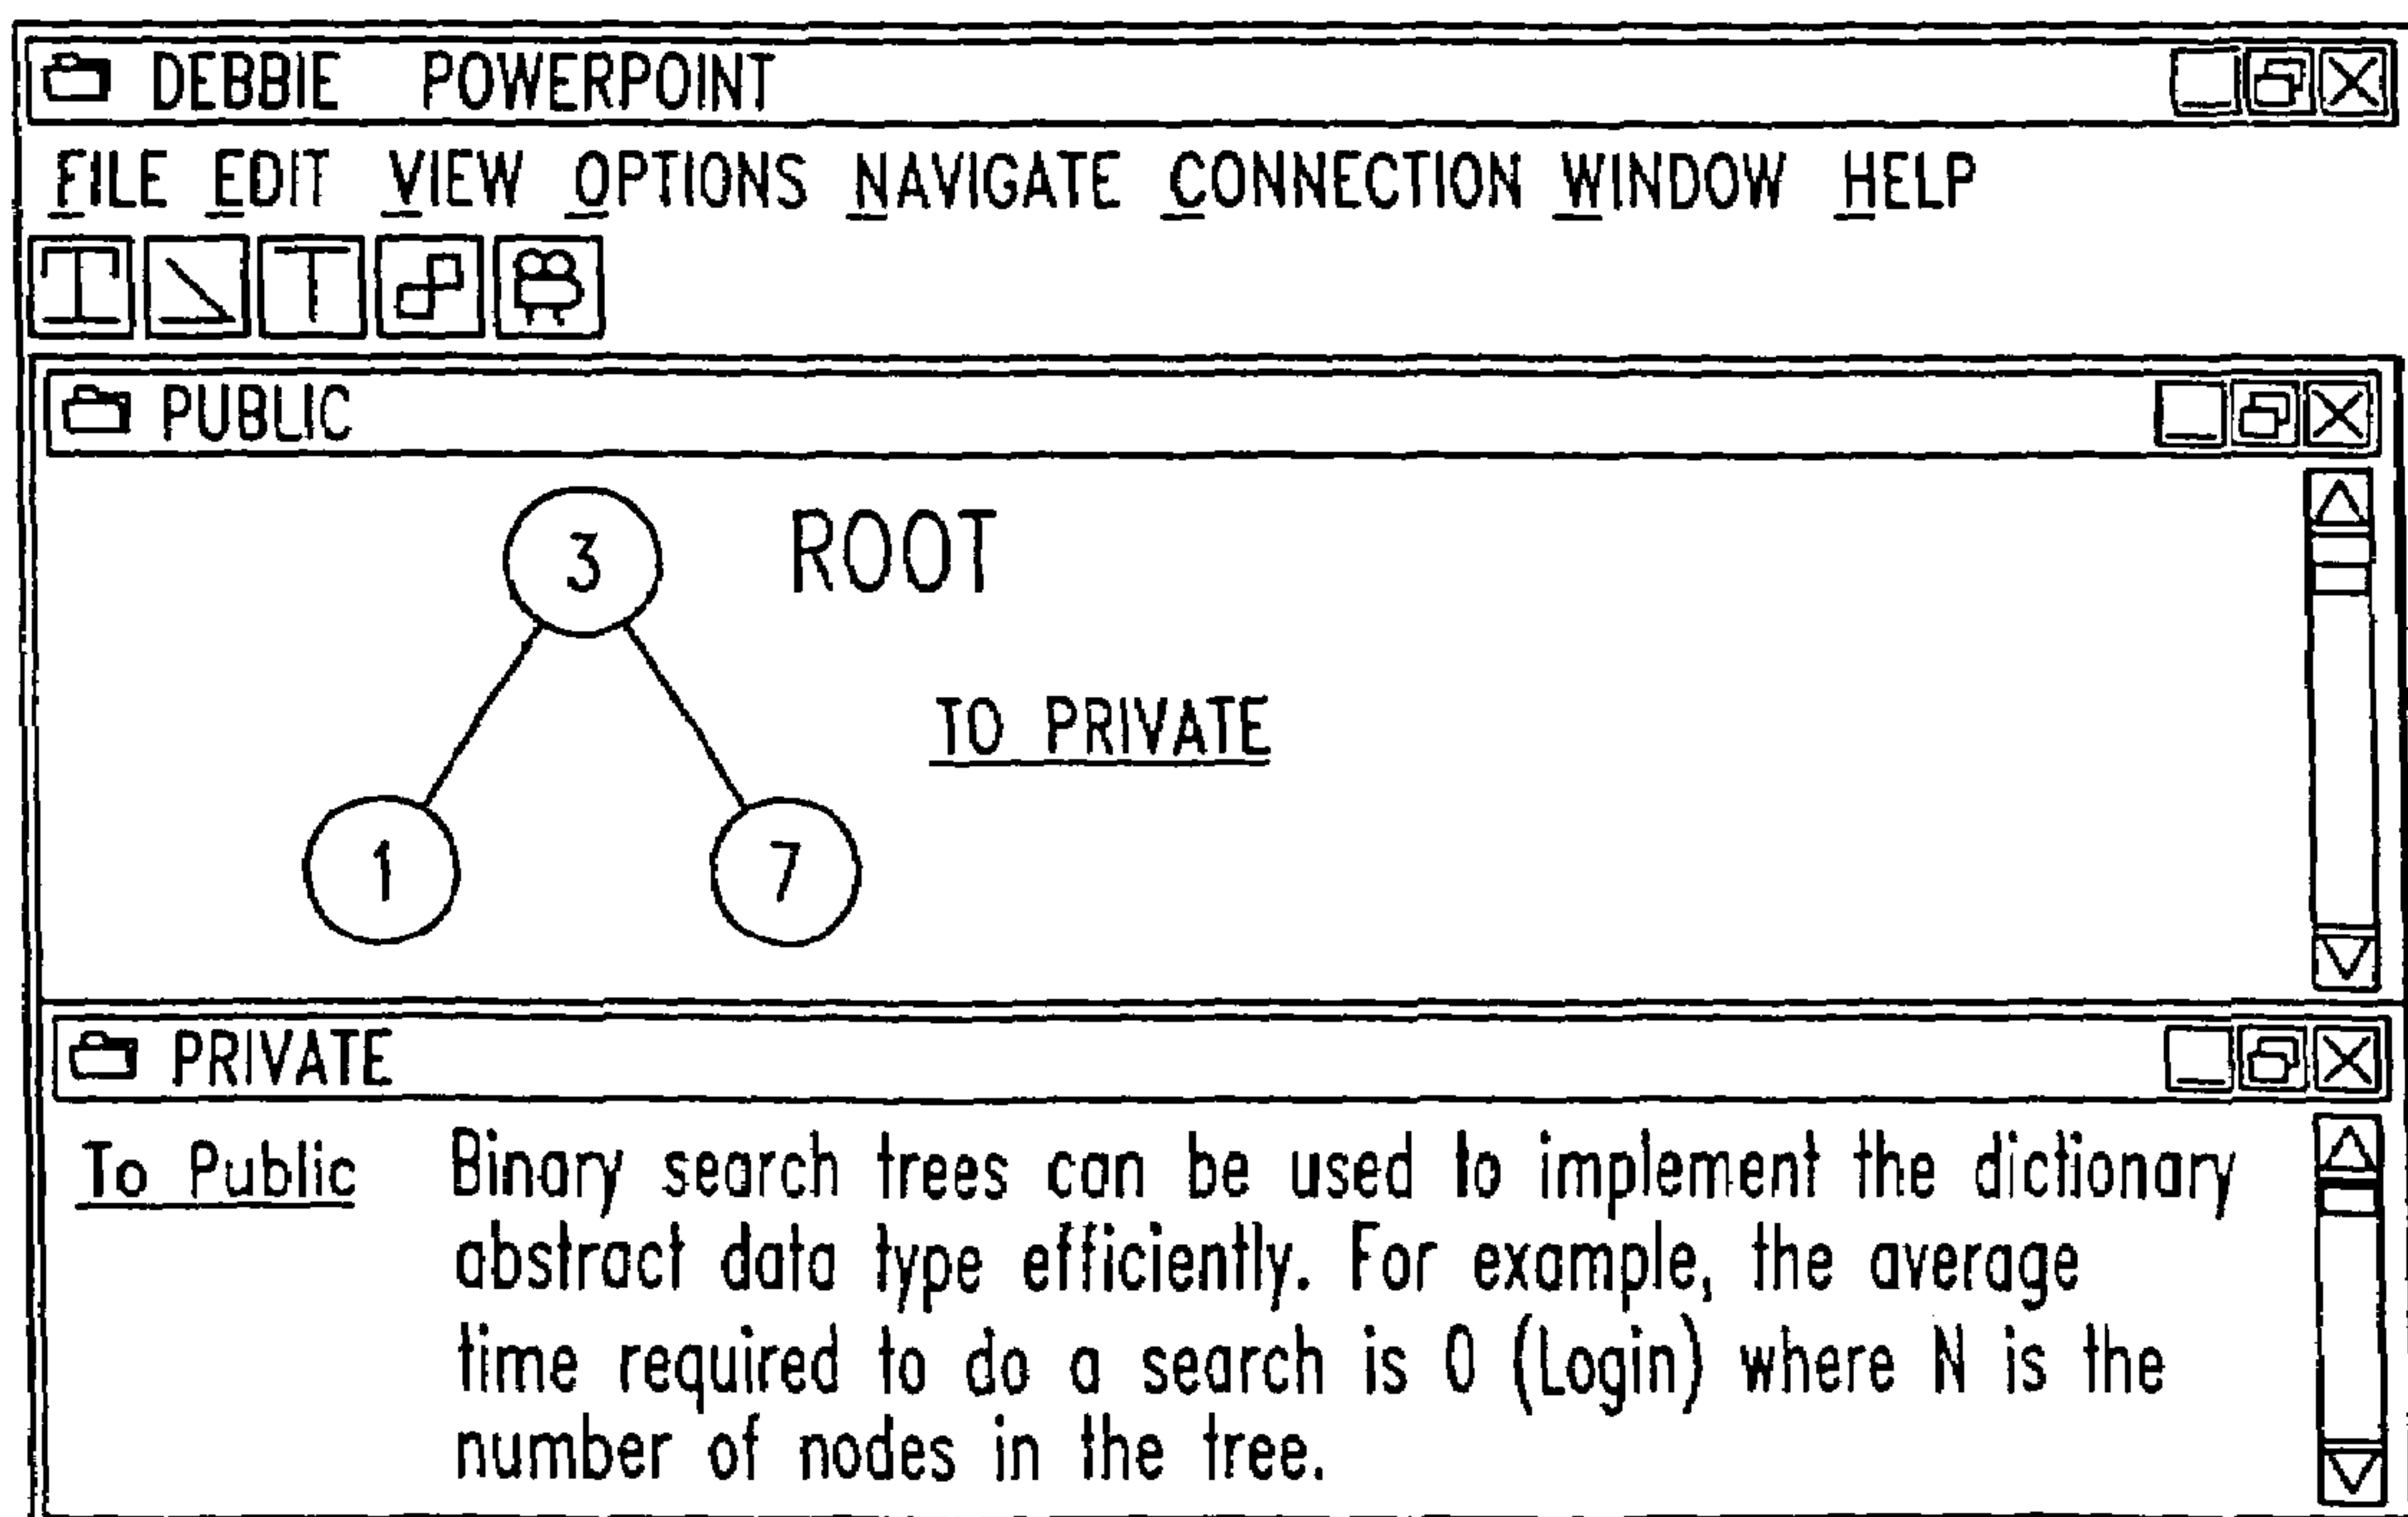 DEBBIE POWERPOINT
FILE EDIT VIEW OPTIONS NAVIGATE CONNECTION WINDOW HELP
PUBLIC
3 ROOT
TO PRIVATE
1 7
PRIVATE
To Public Binary search trees can be used to implement the dictionary
abstract data type efficiently. For example, the average
time required to do a search is O (Login) where N is the
number of nodes in the tree.